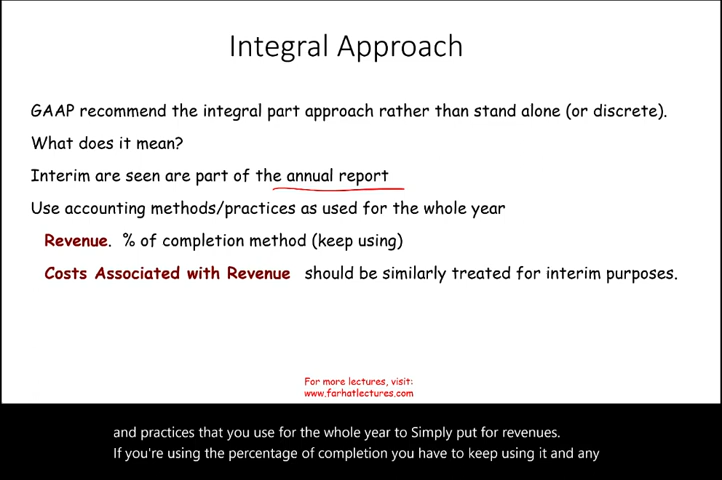 Integral Approach
GAAP recommend the integral part approach rather than stand alone (or discrete).
What does it mean?
Interim are seen are part of the annual report
Use accounting methods/practices as used for the whole year
Revenue. % of completion method (keep using)
Costs Associated with Revenue should be similarly treated for interim purposes.
For more lectures, visit:
www.farhatlectures.com
and practices that you use for the whole year to Simply put for revenues.
If you're using the percentage of completion you have to keep using it and any